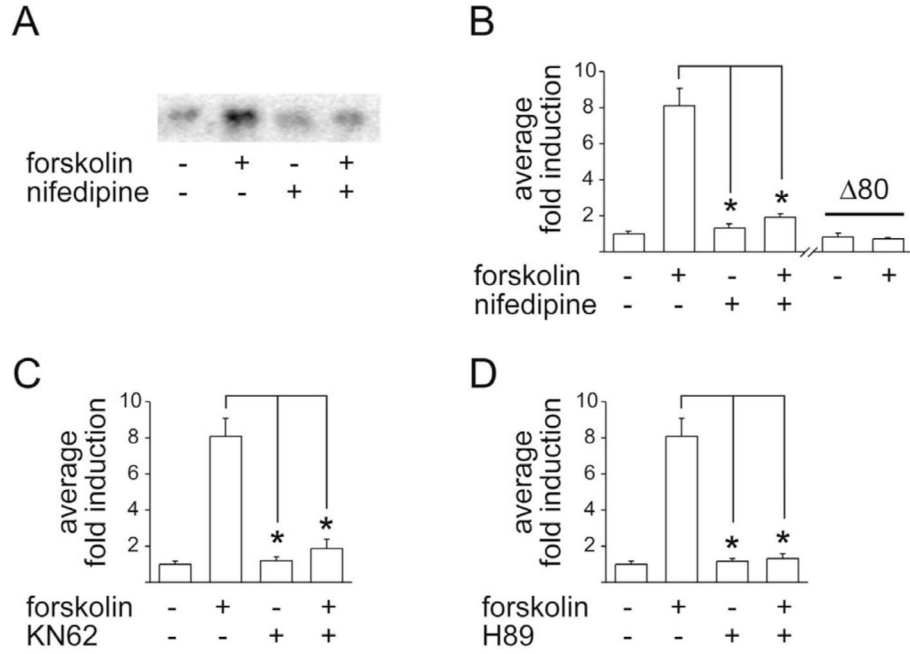 A
forskolin - + - +
nifedipine - - + +
B
average
fold induction
10
8
6
4
2
* *
Δ80
forskolin - + - + - +
nifedipine - - + +
C
average
fold induction
10
8
6
4
2
* *
forskolin - + - +
KN62 - - + +
D
average
fold induction
10
8
6
4
2
* *
forskolin - + - +
H89 - - + +